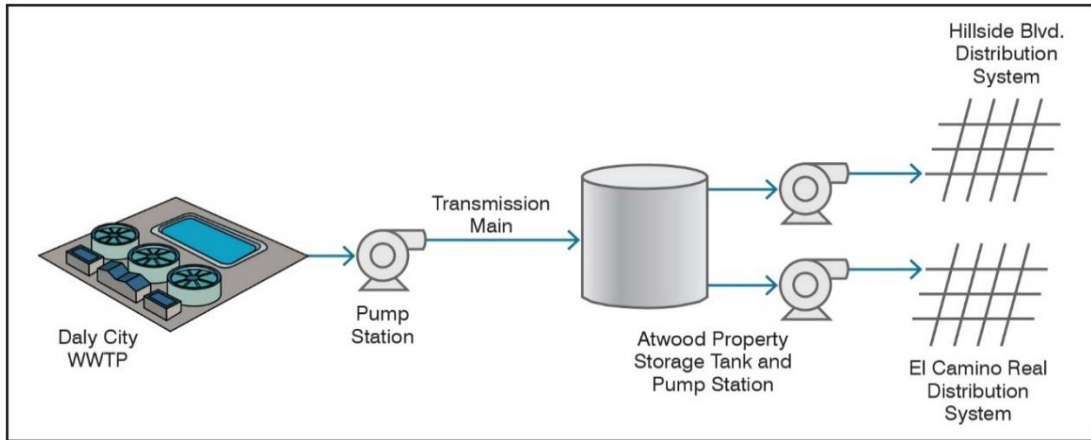 Hillside Blvd.
Distribution
System
Transmission
Main
Daly City
WWTP
Pump
Station
Atwood Property
Storage Tank and
Pump Station
El Camino Real
Distribution
System